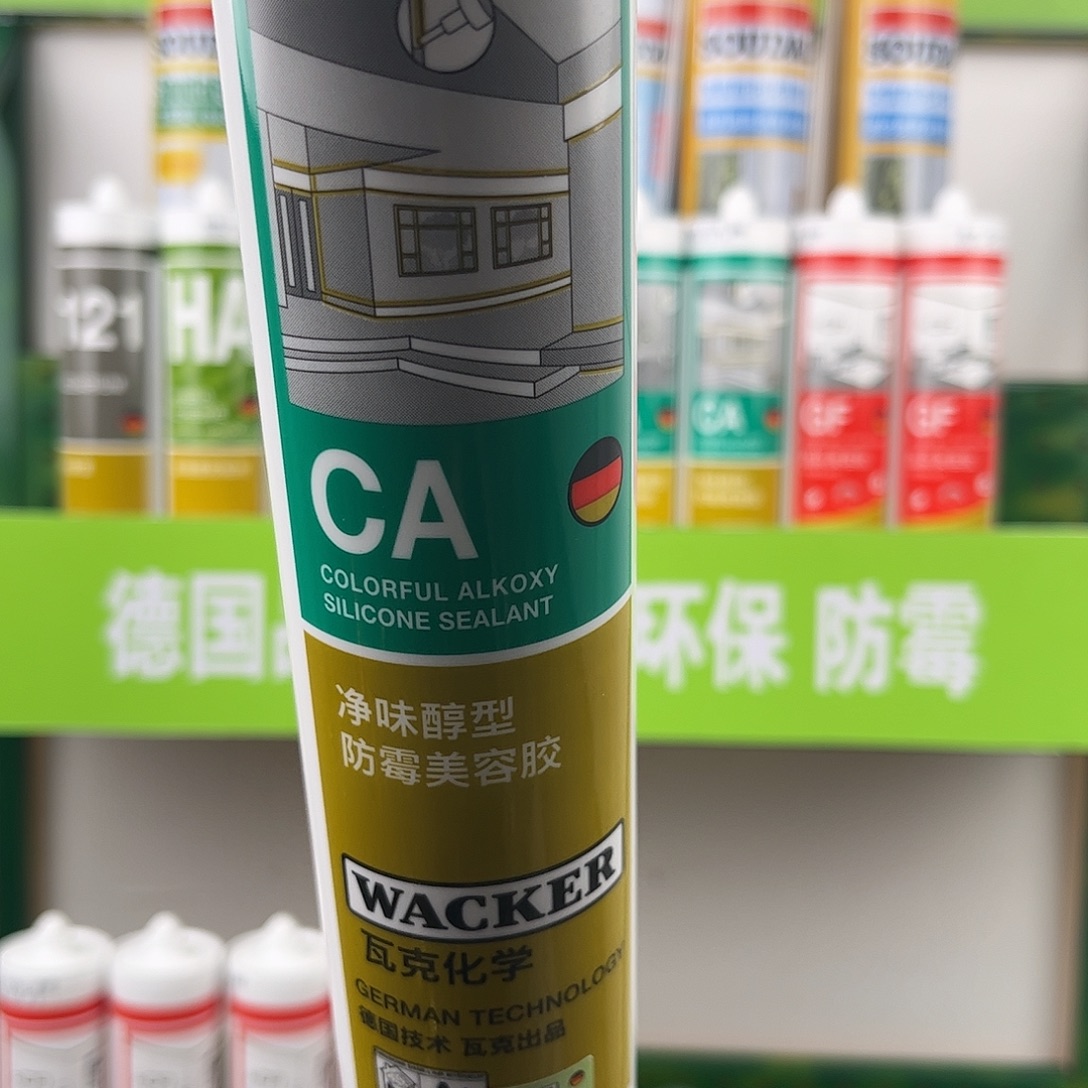 121
HA
CA
GF
GF
CA
COLORFUL ALKOXY
SILICONE SEALANT
德国
环保 防霉
净味醇型
防霉美容胶
WACKER
瓦克化学
GERMAN TECHNOLOGY
德国技术 瓦克出品